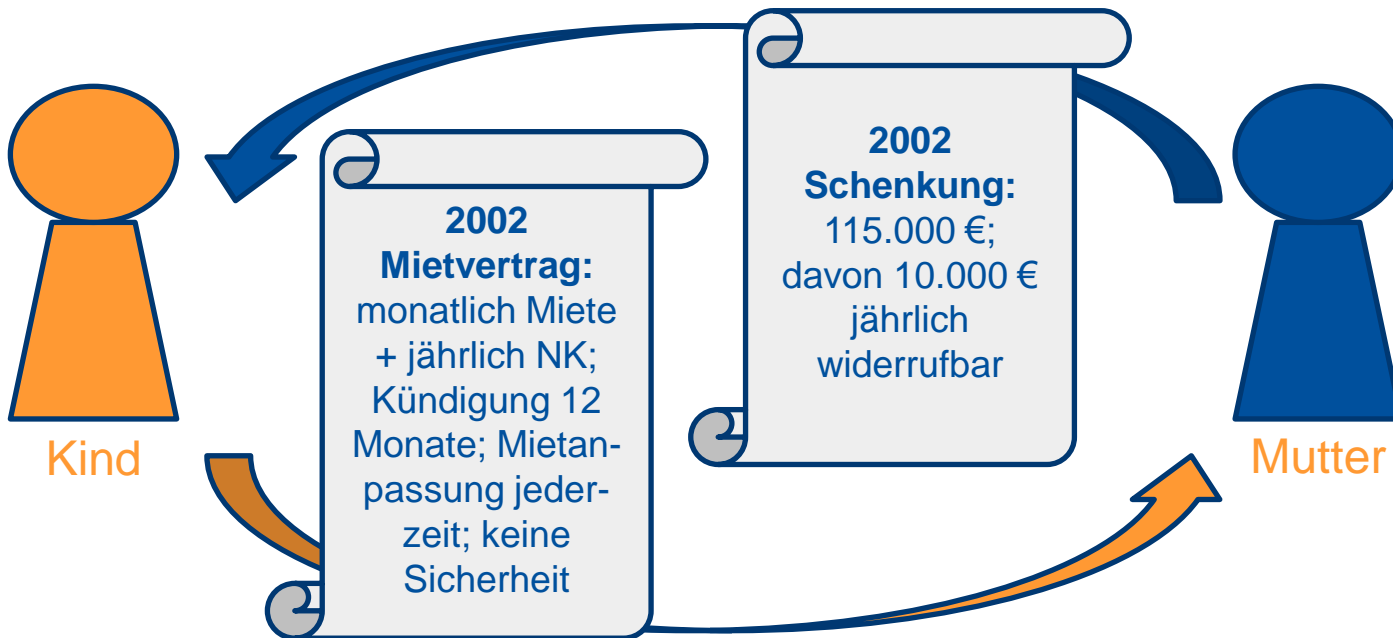 2002
Schenkung:
115.000 €;
davon 10.000 €
jährlich
widerrufbar
2002
Mietvertrag:
monatlich Miete
+ jährlich NK;
Kündigung 12
Monate; Mietan-
passung jeder-
zeit; keine
Sicherheit
Kind
Mutter